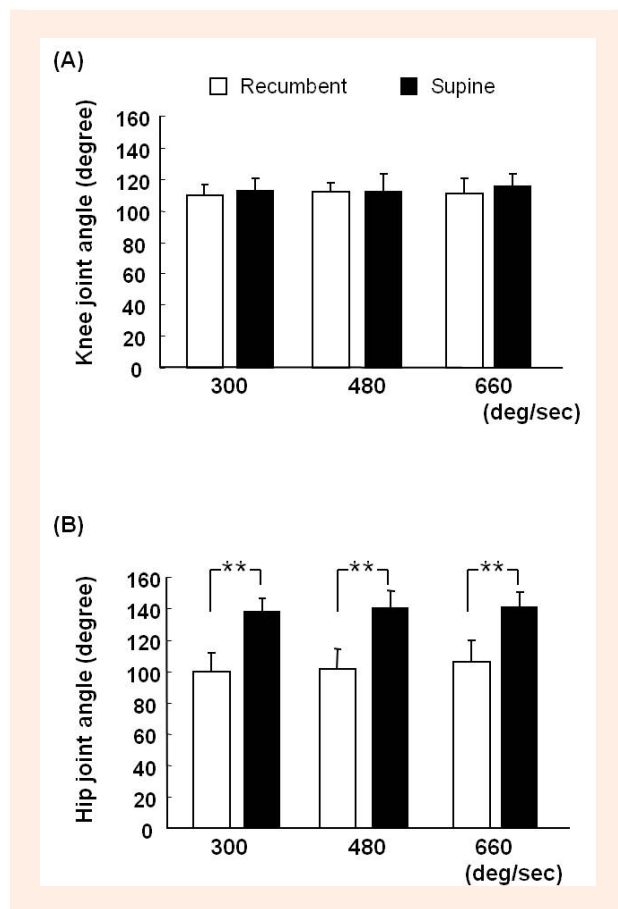 (A)
Recumbent Supine
Knee joint angle (degree)
160
140
120
100
80
60
40
20
0
300 480 660
(deg/sec)
(B)
** ** **
Hip joint angle (degree)
160
140
120
100
80
60
40
20
0
300 480 660
(deg/sec)